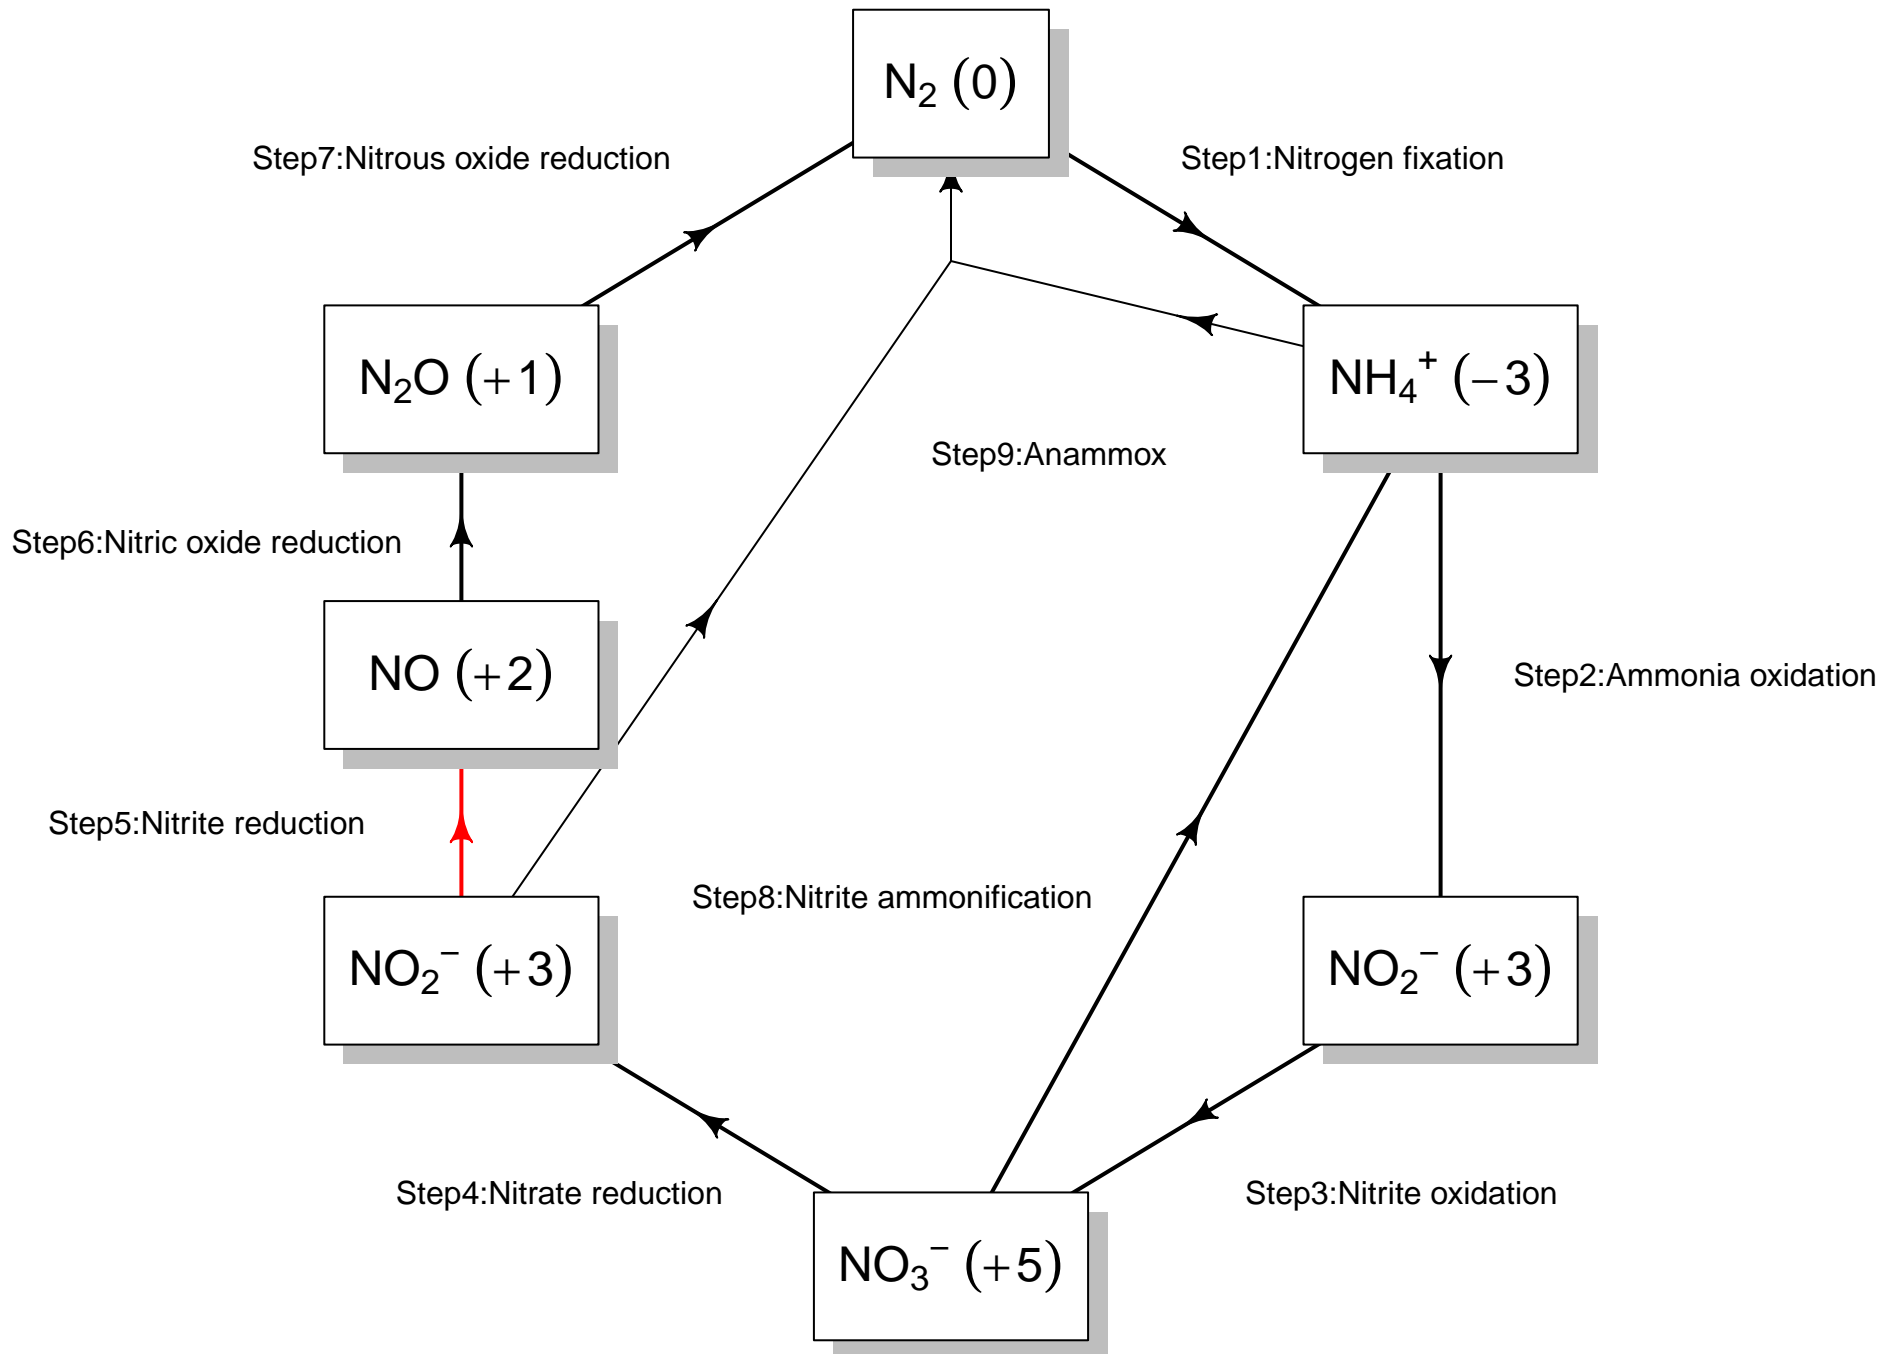 N₂ (0)
Step7:Nitrous oxide reduction
Step1:Nitrogen fixation
N₂O (+1)
NH₄⁺ (−3)
Step9:Anammox
Step6:Nitric oxide reduction
NO (+2)
Step2:Ammonia oxidation
Step5:Nitrite reduction
Step8:Nitrite ammonification
NO₂⁻ (+3)
NO₂⁻ (+3)
Step4:Nitrate reduction
Step3:Nitrite oxidation
NO₃⁻ (+5)